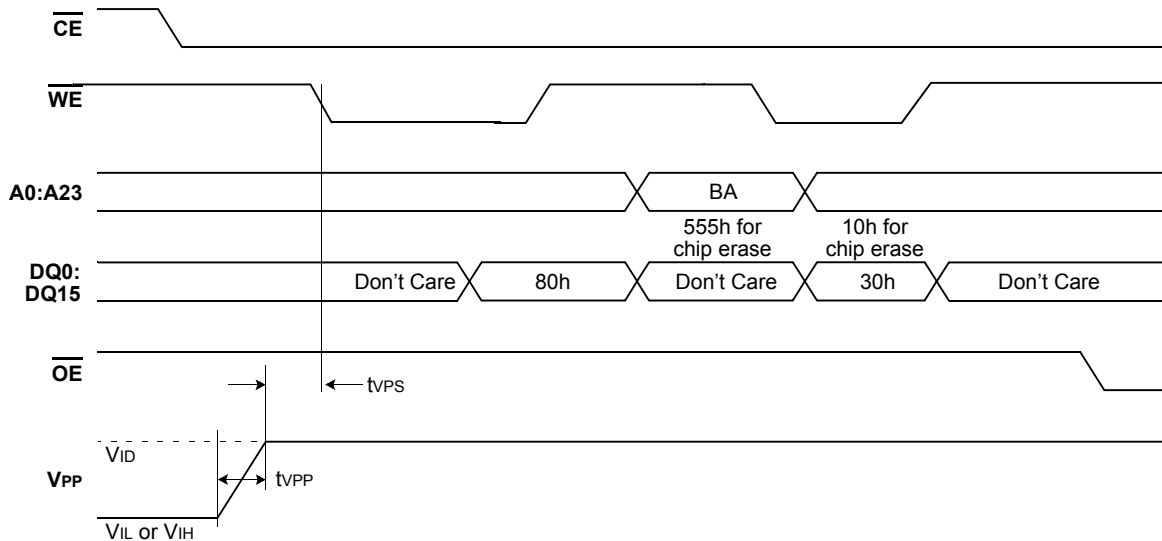 CE
WE
A0:A23
BA
555h for
chip erase
10h for
chip erase
DQ0:
DQ15
Don't Care
80h
Don't Care
30h
Don't Care
OE
tVPS
VID
VPP
tVPP
VIL or VIH